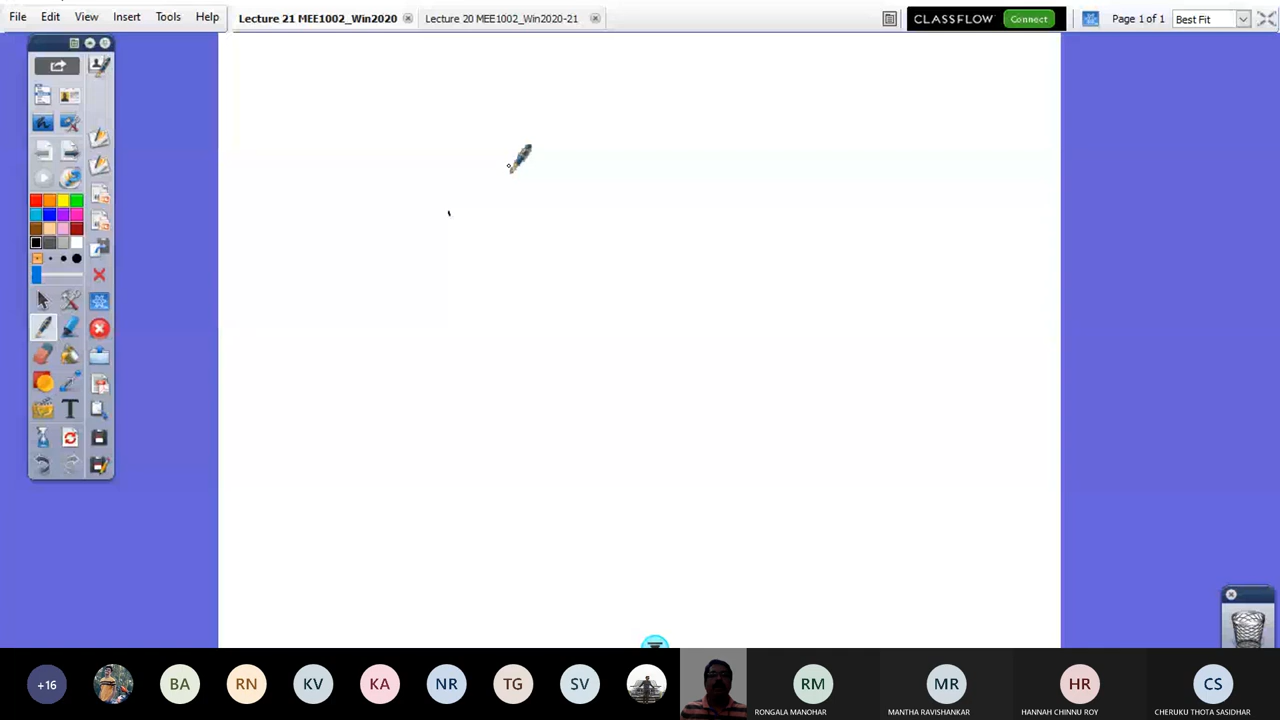 File Edit View Insert Tools Help Lecture 21 MEE1002_Win2020 Lecture 20 MEE1002_Win2020-21 CLASSFLOW Connect Page 1 of 1 Best Fit
T
+16 BA RN KV KA NR TG SV RM MR HR CS
RONGALA MANOHAR MANTHA RAVISHANKAR HANNAH CHINNU ROY CHERUKU THOTA SASIDHAR